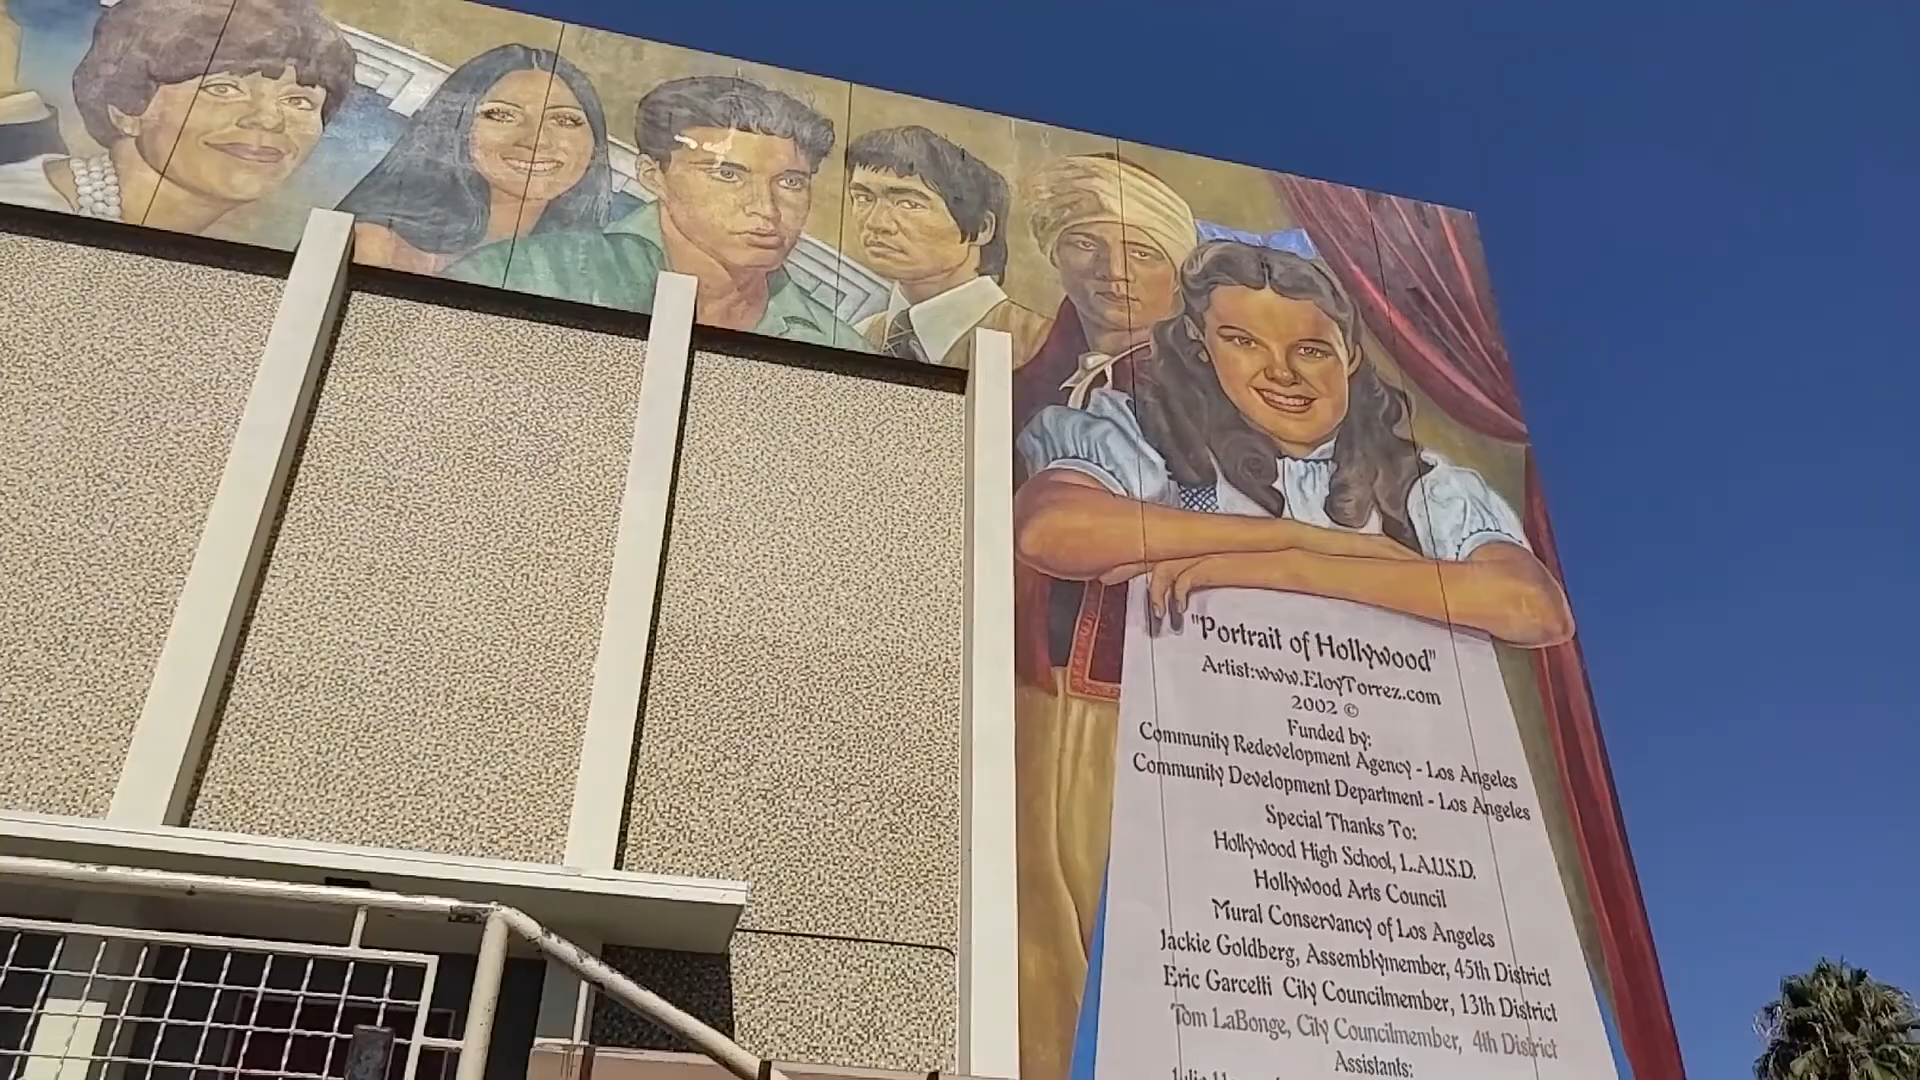 "Portrait of Hollywood"
Artist:www.EloyTorrez.com
2002 ©
Funded by:
Community Redevelopment Agency - Los Angeles
Community Development Department - Los Angeles
Special Thanks To:
Hollywood High School, L.A.U.S.D.
Hollywood Arts Council
Mural Conservancy of Los Angeles
Jackie Goldberg, Assemblymember, 45th District
Eric Garcetti City Councilmember, 13th District
Tom LaBonge, City Councilmember, 4th District
Assistants: